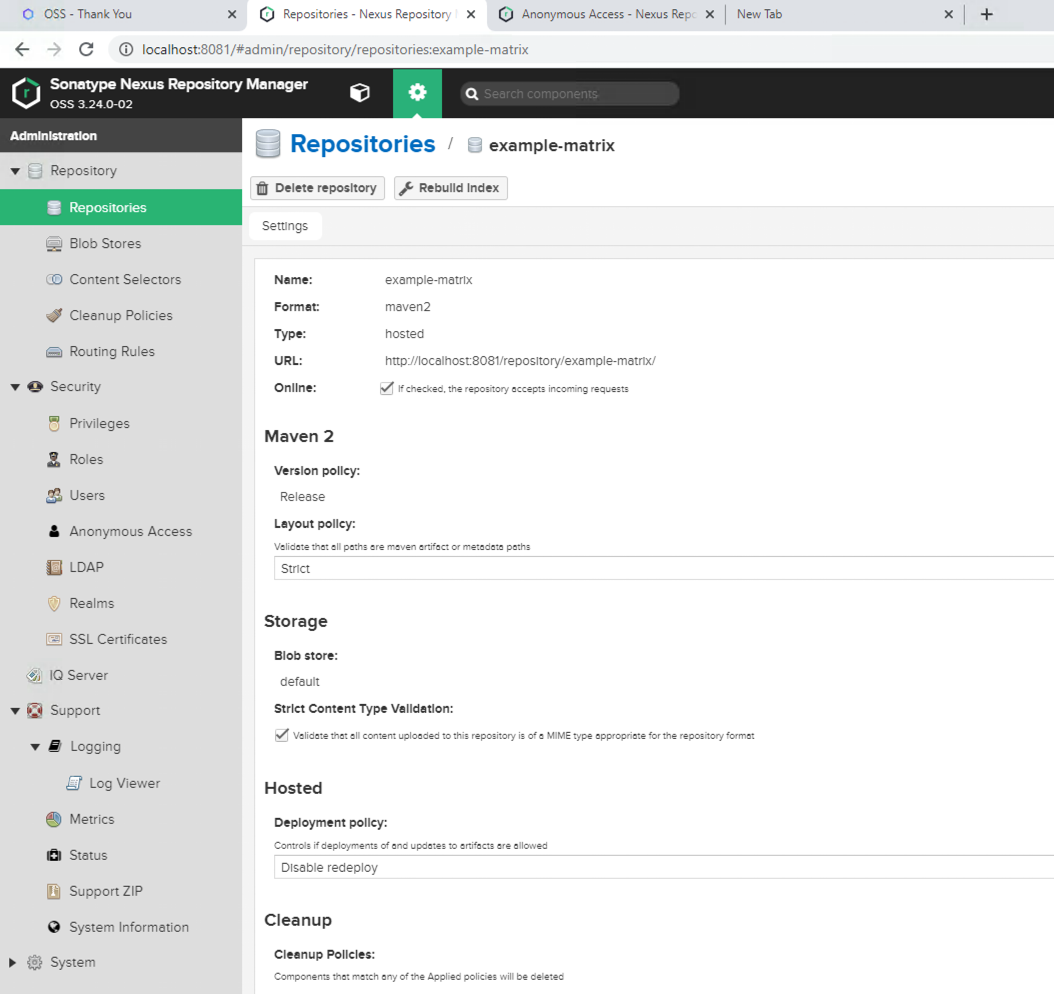 OSS - Thank You
Repositories - Nexus Repository
Anonymous Access - Nexus Repo
New Tab
localhost:8081/#admin/repository/repositories:example-matrix
Sonatype Nexus Repository Manager
OSS 3.24.0-02
Search components
Administration
Repositories / example-matrix
Repository
Delete repository
Rebuild Index
Repositories
Settings
Blob Stores
Content Selectors
Name: example-matrix
Format: maven2
Cleanup Policies
Type: hosted
Routing Rules
URL: http://localhost:8081/repository/example-matrix/
Security
Online: If checked, the repository accepts incoming requests
Privileges
Maven 2
Roles
Version policy:
Users
Release
Layout policy:
Anonymous Access
Validate that all paths are maven artifact or metadata paths
LDAP
Strict
Realms
Storage
SSL Certificates
Blob store:
IQ Server
default
Support
Strict Content Type Validation:
Validate that all content uploaded to this repository is of a MIME type appropriate for the repository format
Logging
Log Viewer
Hosted
Metrics
Deployment policy:
Controls if deployments of and updates to artifacts are allowed
Status
Disable redeploy
Support ZIP
Cleanup
System Information
Cleanup Policies:
System
Components that match any of the Applied policies will be deleted